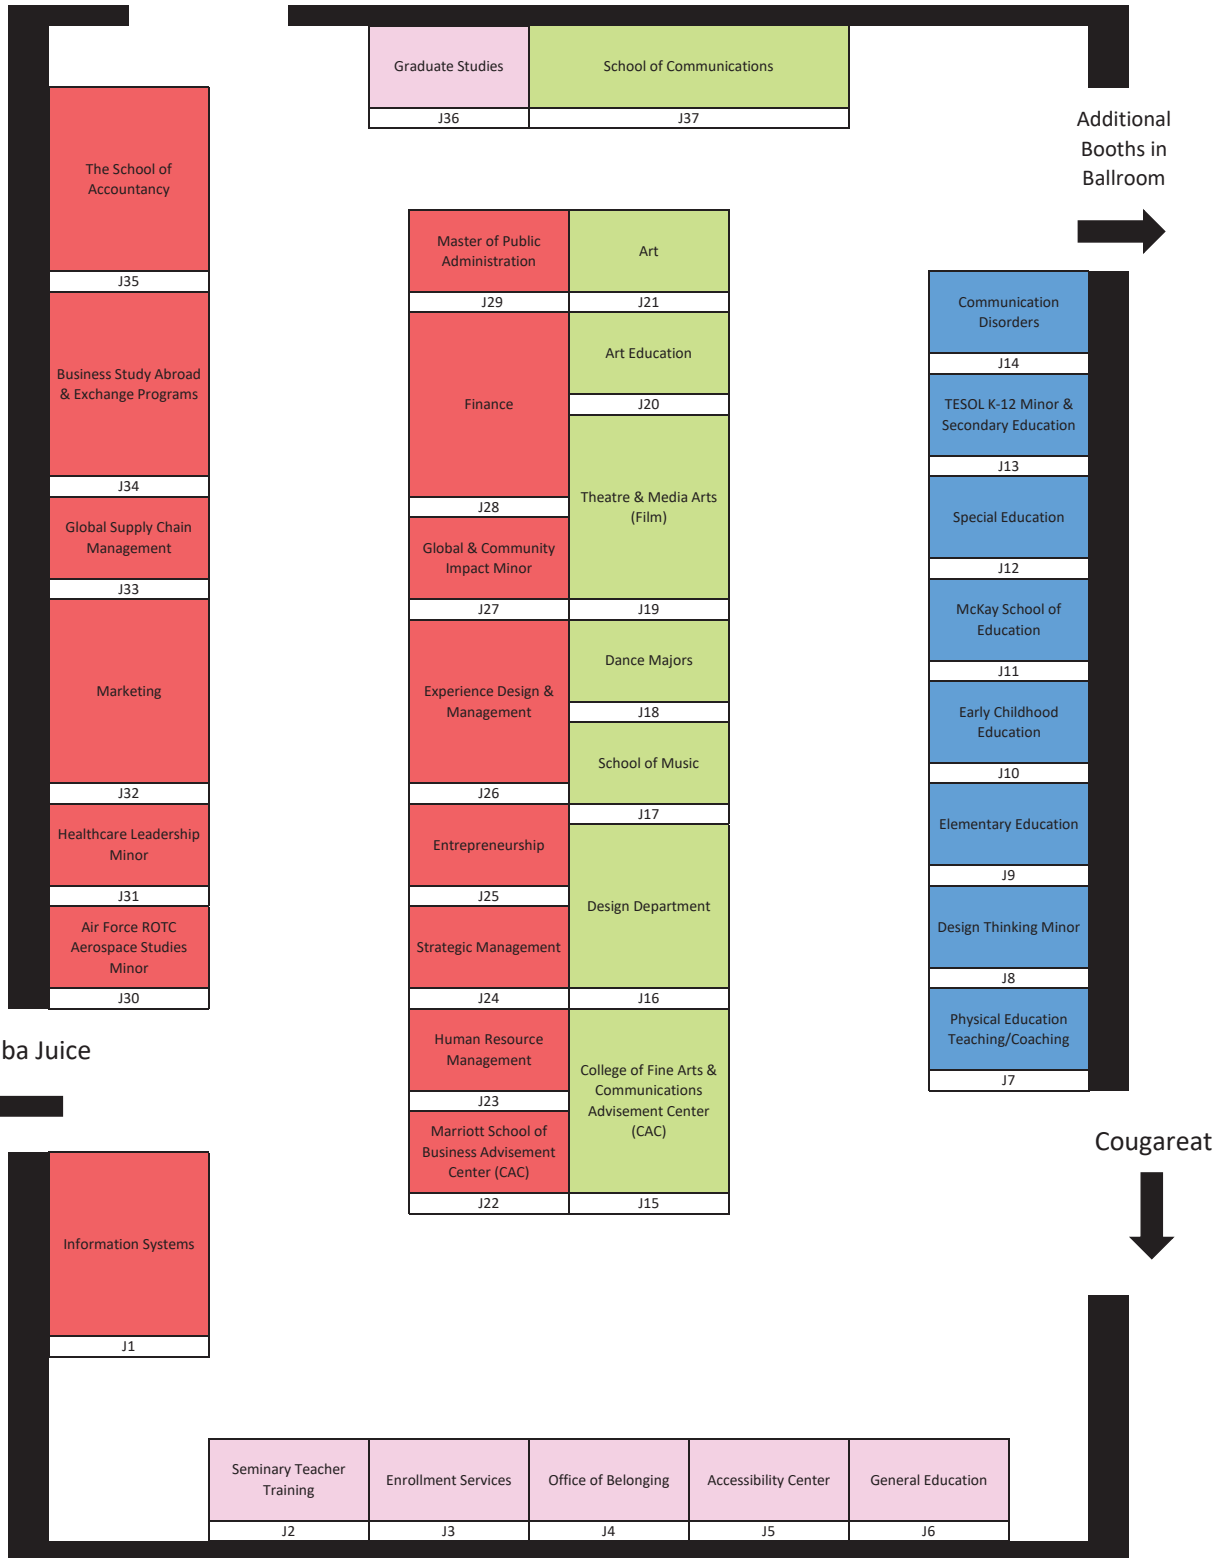 Graduate Studies
School of Communications
J36
J37
Additional
Booths in
Ballroom
The School of
Accountancy
J35
Business Study Abroad
& Exchange Programs
J34
Global Supply Chain
Management
J33
Marketing
J32
Healthcare Leadership
Minor
J31
Air Force ROTC
Aerospace Studies
Minor
J30
Master of Public
Administration
J29
Finance
J28
Global & Community
Impact Minor
J27
Experience Design &
Management
J26
Entrepreneurship
J25
Strategic Management
J24
Human Resource
Management
J23
Marriott School of
Business Advisement
Center (CAC)
J22
Art
J21
Art Education
J20
Theatre & Media Arts
(Film)
J19
Dance Majors
J18
School of Music
J17
Design Department
J16
College of Fine Arts &
Communications
Advisement Center
(CAC)
J15
Communication
Disorders
J14
TESOL K-12 Minor &
Secondary Education
J13
Special Education
J12
McKay School of
Education
J11
Early Childhood
Education
J10
Elementary Education
J9
Design Thinking Minor
J8
Physical Education
Teaching/Coaching
J7
ba Juice
Cougareat
Information Systems
J1
Seminary Teacher
Training
J2
Enrollment Services
J3
Office of Belonging
J4
Accessibility Center
J5
General Education
J6